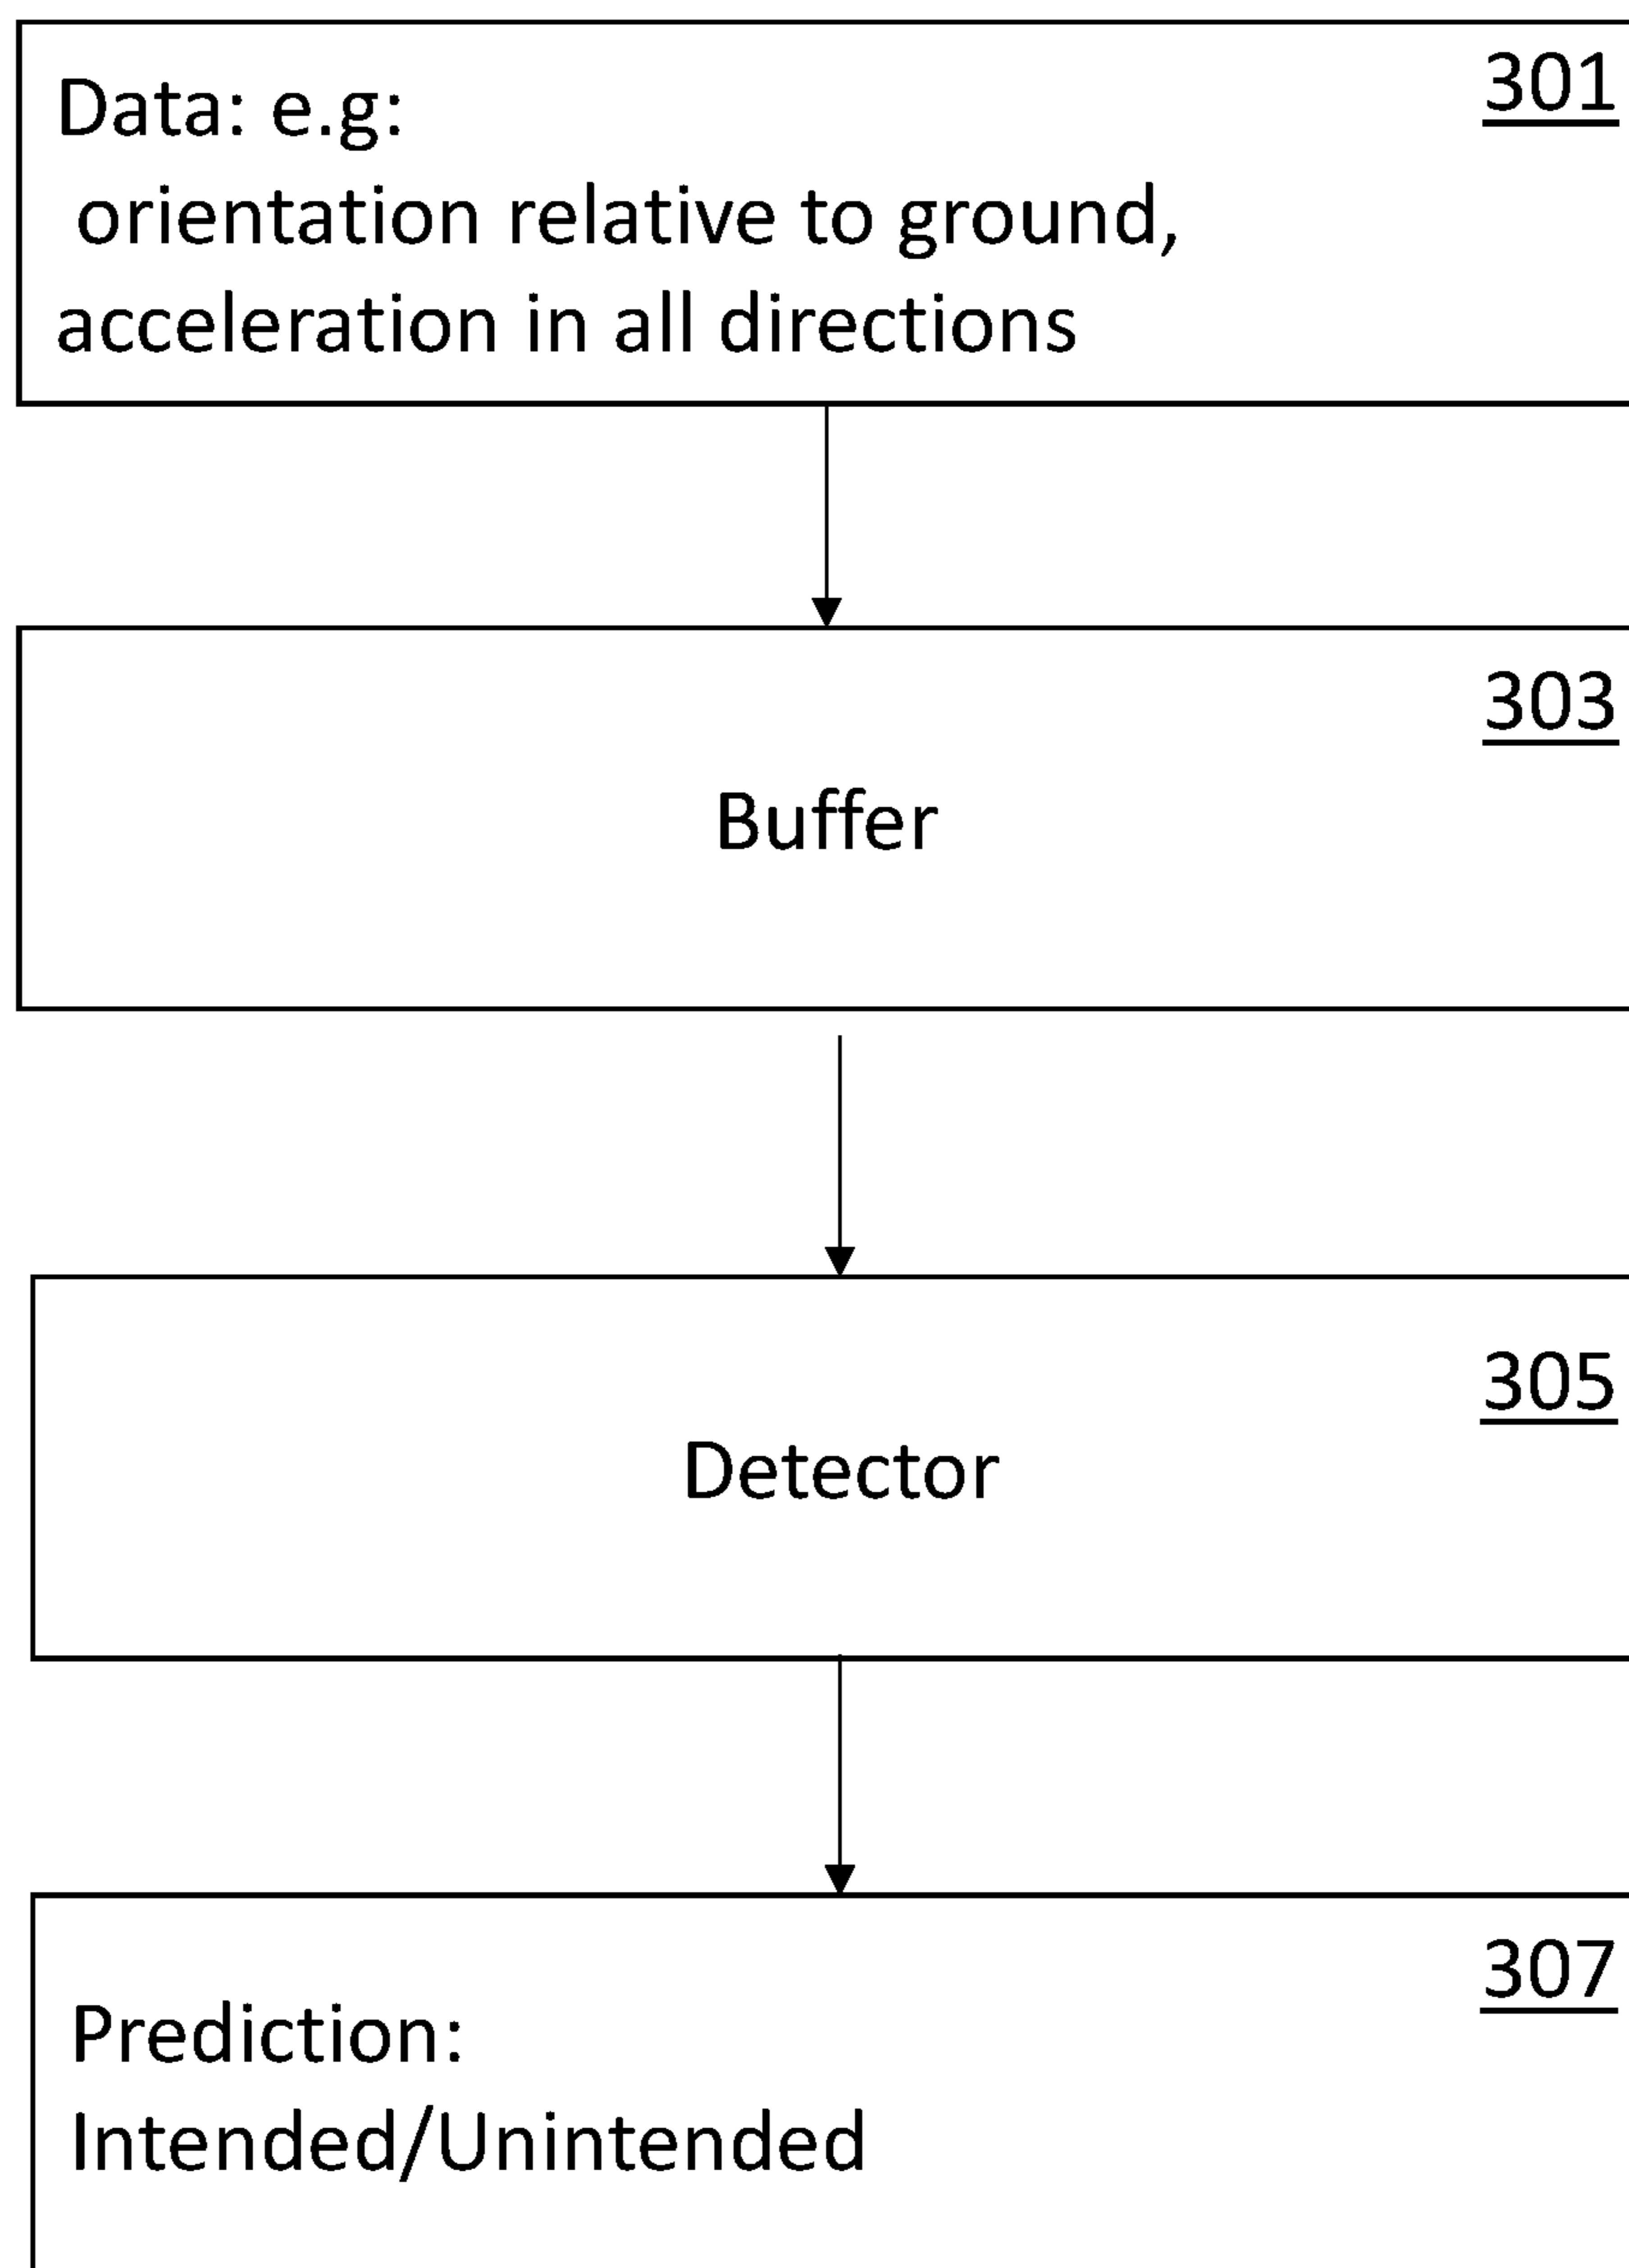 301
Data: e.g:
orientation relative to ground,
acceleration in all directions
303
Buffer
305
Detector
307
Prediction:
Intended/Unintended